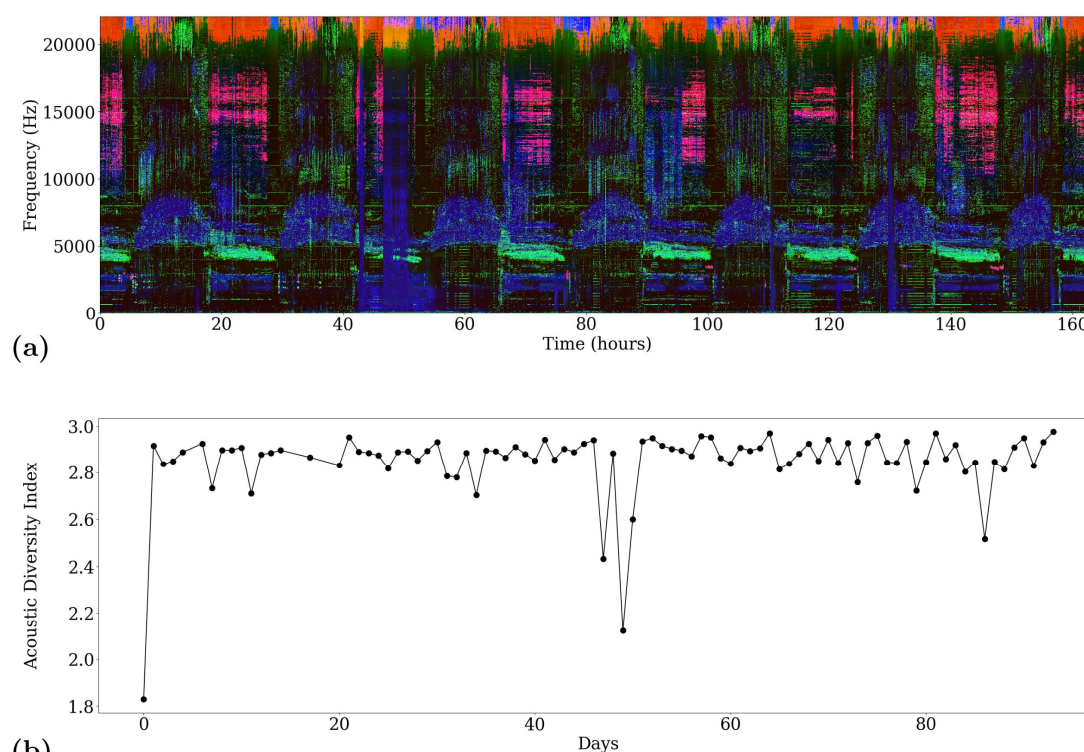 20000
15000
10000
5000
0
Frequency (Hz)
0 20 40 60 80 100 120 140 160
Time (hours)
(a)
3.0
2.8
2.6
2.4
2.2
2.0
1.8
Acoustic Diversity Index
0 20 40 60 80
Days
(b)